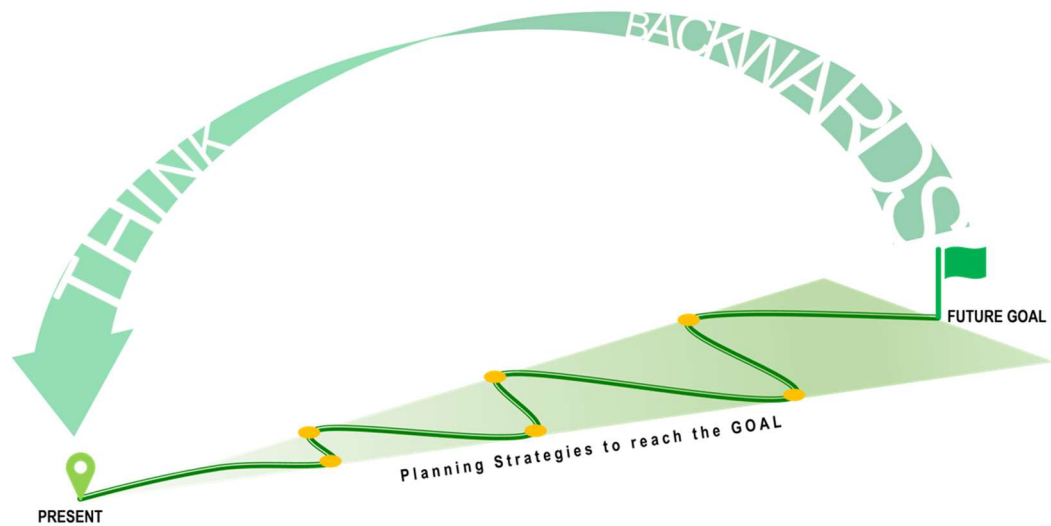 THINK
BACKWARDS
FUTURE GOAL
Planning Strategies to reach the GOAL
PRESENT